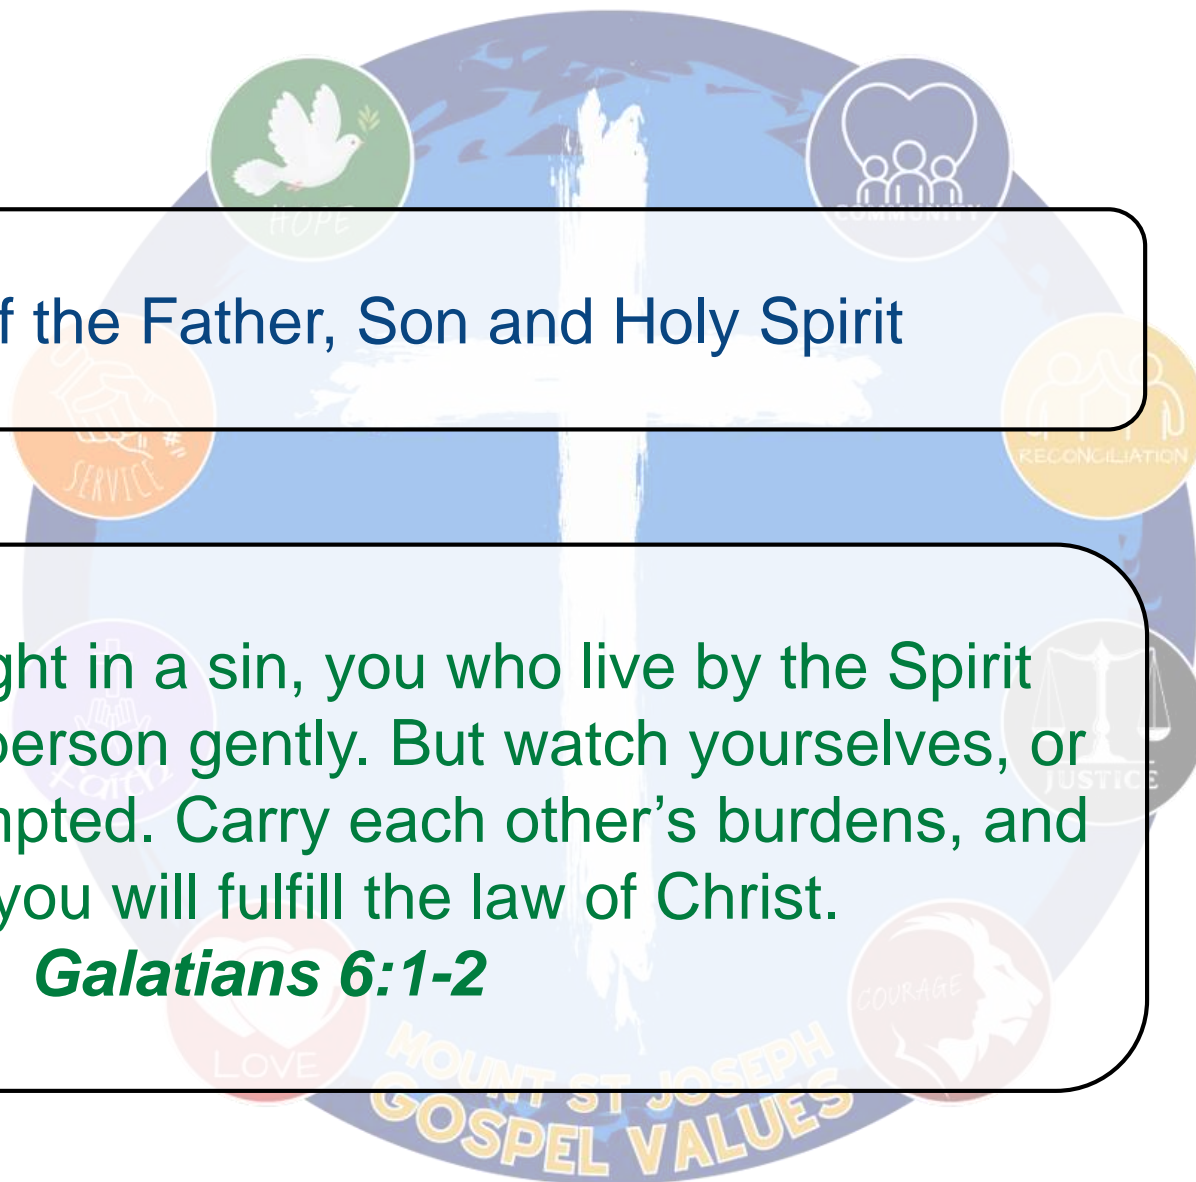 HOPE
COMMUNITY
f the Father, Son and Holy Spirit
SERVICE
RECONCILIATION
ght in a sin, you who live by the Spirit
person gently. But watch yourselves, or
mpted. Carry each other’s burdens, and
you will fulfill the law of Christ.
Galatians 6:1-2
Faith
JUSTICE
LOVE
COURAGE
MOUNT ST JOSEPH
GOSPEL VALUES